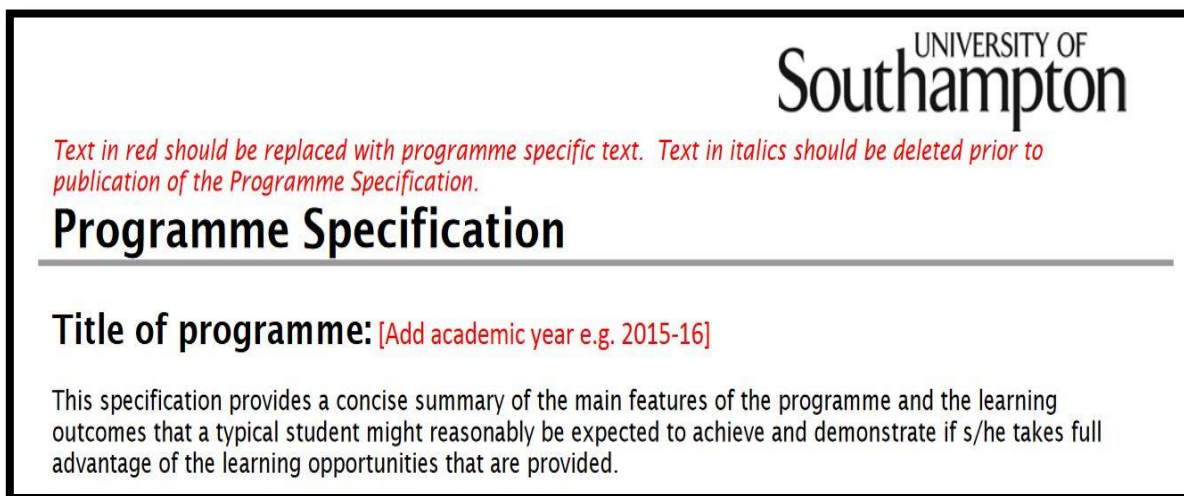 UNIVERSITY OF
Southampton
Text in red should be replaced with programme specific text.  Text in italics should be deleted prior to
publication of the Programme Specification.
Programme Specification
Title of programme: [Add academic year e.g. 2015-16]
This specification provides a concise summary of the main features of the programme and the learning
outcomes that a typical student might reasonably be expected to achieve and demonstrate if s/he takes full
advantage of the learning opportunities that are provided.